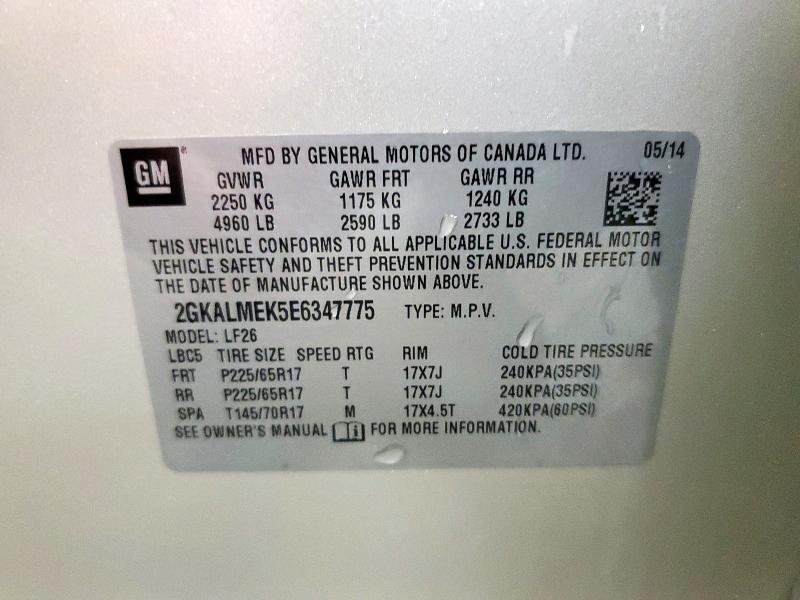 GM
MFD BY GENERAL MOTORS OF CANADA LTD. 05/14
GVWR GAWR FRT GAWR RR
2250 KG 1175 KG 1240 KG
4960 LB 2590 LB 2733 LB
THIS VEHICLE CONFORMS TO ALL APPLICABLE U.S. FEDERAL MOTOR
VEHICLE SAFETY AND THEFT PREVENTION STANDARDS IN EFFECT ON
THE DATE OF MANUFACTURE SHOWN ABOVE.
2GKALMEK5E6347775 TYPE: M.P.V.
MODEL: LF26
LBC5 TIRE SIZE SPEED RTG RIM COLD TIRE PRESSURE
FRT P225/65R17 T 17X7J 240KPA(35PSI)
RR P225/65R17 T 17X7J 240KPA(35PSI)
SPA T145/70R17 M 17X4.5T 420KPA(60PSI)
SEE OWNER'S MANUAL i FOR MORE INFORMATION.